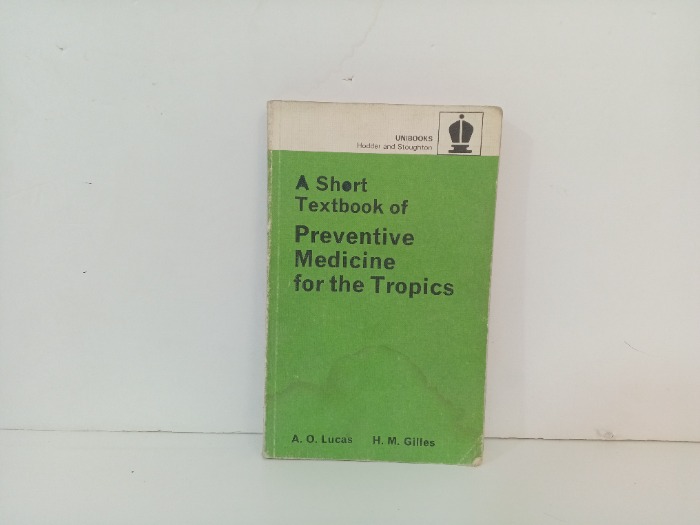 UNIBOOKS
Hodder and Stoughton
A Short
Textbook of
Preventive
Medicine
for the Tropics
A. O. Lucas H. M. Gilles